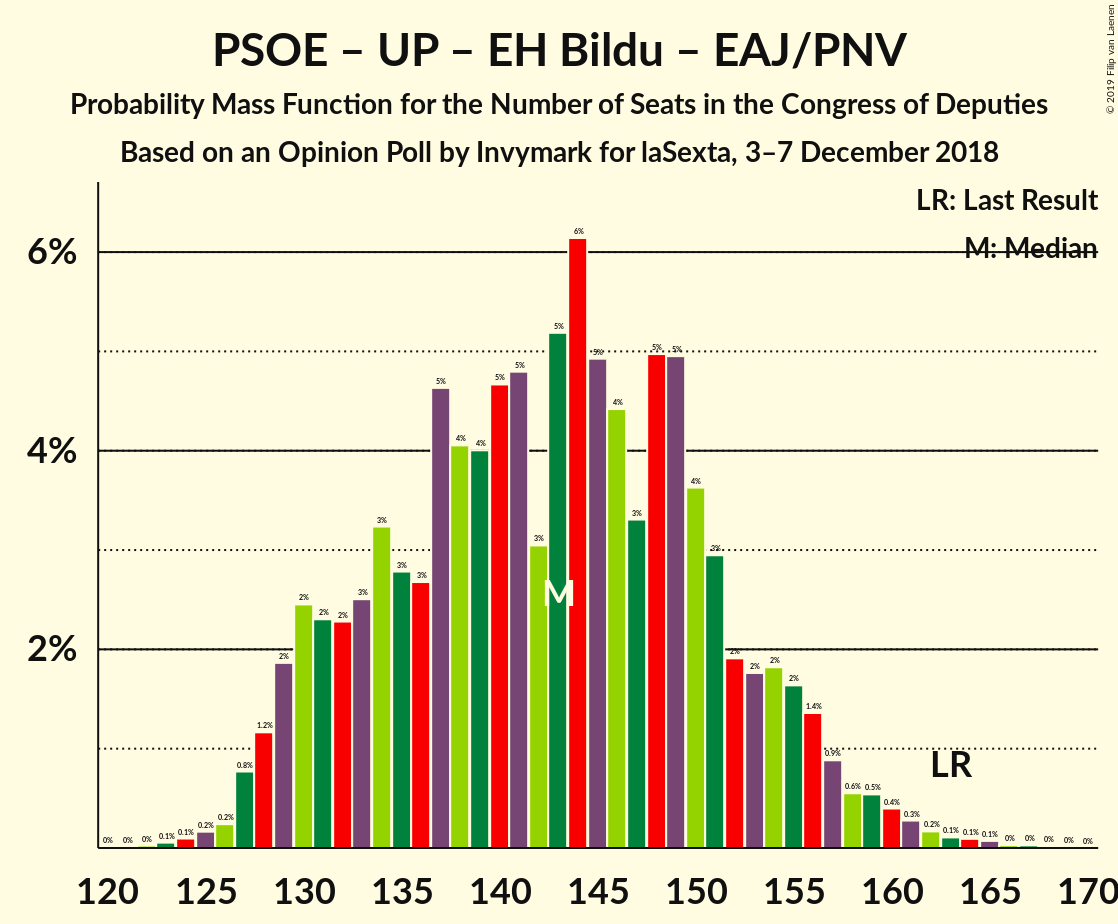 PSOE – UP – EH Bildu – EAJ/PNV
Probability Mass Function for the Number of Seats in the Congress of Deputies
Based on an Opinion Poll by Invymark for laSexta, 3–7 December 2018
© 2019 Filip van Laenen
LR: Last Result
M: Median
6%
4%
2%
0% 0% 0% 0.1% 0.1% 0.2% 0.2% 0.8% 1.2% 2% 2% 2% 2% 3% 3% 3% 3% 5% 4% 4% 5% 5% 3% 5% 6% 5% 4% 3% 5% 5% 4% 3% 2% 2% 2% 2% 1.4% 0.9% 0.6% 0.5% 0.4% 0.3% 0.2% 0.1% 0.1% 0.1% 0% 0% 0% 0% 0%
M
LR
120 125 130 135 140 145 150 155 160 165 170